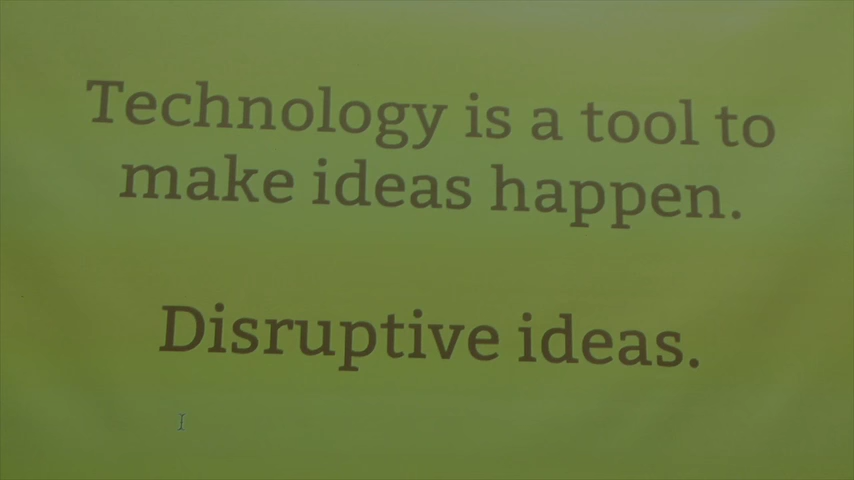 Technology is a tool to
make ideas happen.
Disruptive ideas.